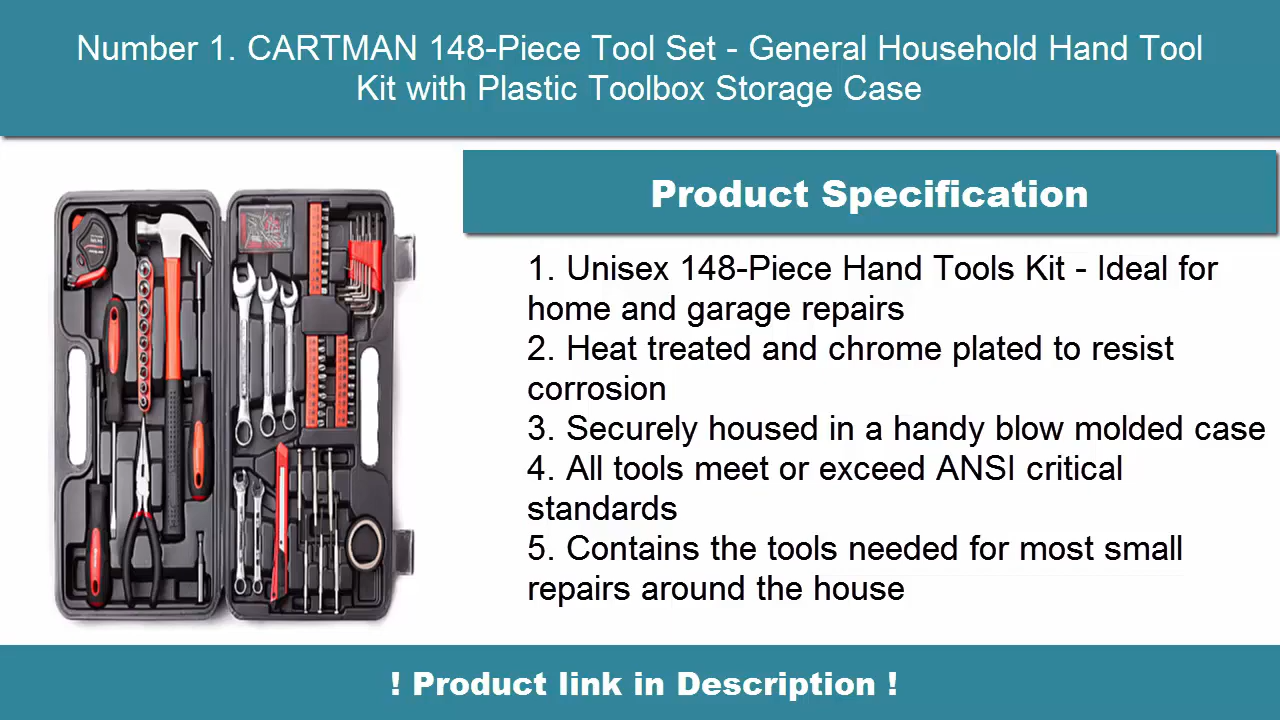 Number 1. CARTMAN 148-Piece Tool Set - General Household Hand Tool
Kit with Plastic Toolbox Storage Case
Product Specification
1. Unisex 148-Piece Hand Tools Kit - Ideal for
home and garage repairs
2. Heat treated and chrome plated to resist
corrosion
3. Securely housed in a handy blow molded case
4. All tools meet or exceed ANSI critical
standards
5. Contains the tools needed for most small
repairs around the house
! Product link in Description !